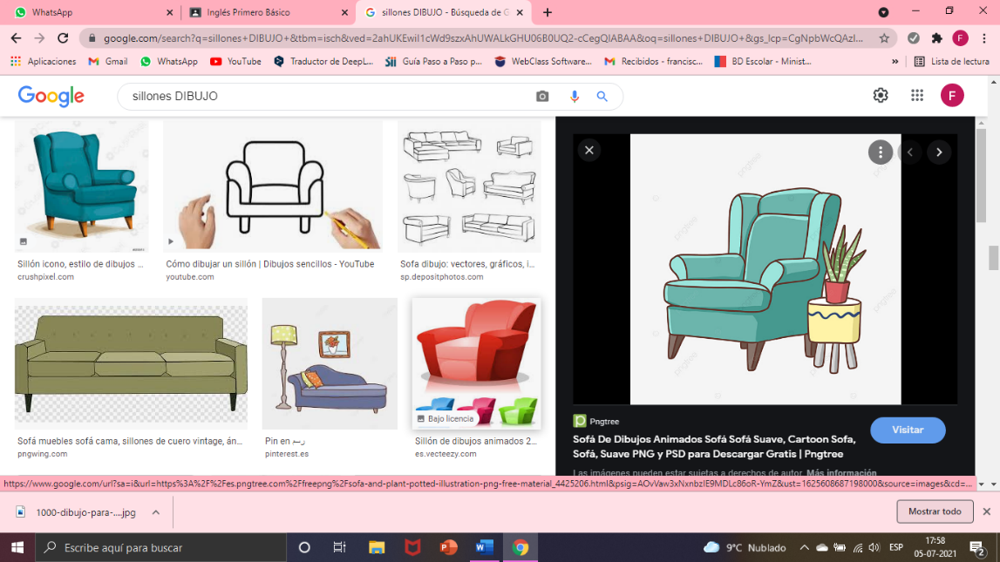 WhatsApp
Inglés Primero Básico
sillones DIBUJO - Búsqueda de G
google.com/search?q=sillones+DIBUJO+&tbm=isch&ved=2ahUKEwiI1cWd9szxAhUWALkGHU06B0UQ2-cCegQIABAA&oq=sillones+DIBUJO+&gs_lcp=CgNpbWcQAzI...
Aplicaciones
Gmail
WhatsApp
YouTube
Traductor de DeepL...
Guía Paso a Paso p...
WebClass Software...
Recibidos - francisc...
BD Escolar - Minist...
»
Lista de lectura
Google
sillones DIBUJO
F
Sillón icono, estilo de dibujos ...
crushpixel.com
Cómo dibujar un sillón | Dibujos sencillos - YouTube
youtube.com
Sofa dibujo: vectores, gráficos, i...
sp.depositphotos.com
Sofá muebles sofá cama, sillones de cuero vintage, án...
pngwing.com
Pin en رسمة
pinterest.es
Bajo licencia
Sillón de dibujos animados 2...
es.vecteezy.com
pngtree
Pngtree
Sofá De Dibujos Animados Sofá Sofá Suave, Cartoon Sofa,
Sofá, Suave PNG y PSD para Descargar Gratis | Pngtree
Visitar
Las imágenes pueden estar sujetas a derechos de autor. Más información
https://www.google.com/url?sa=i&url=https%3A%2F%2Fes.pngtree.com%2Ffreepng%2Fsofa-and-plant-potted-illustration-png-free-material_4425206.html&psig=AOvVaw3xNxnbzIE9MDLc86oR-YmZ&ust=1625608687198000&source=images&cd=...
1000-dibujo-para-....jpg
Mostrar todo
Escribe aquí para buscar
9°C Nublado
ESP
17:58
05-07-2021
2